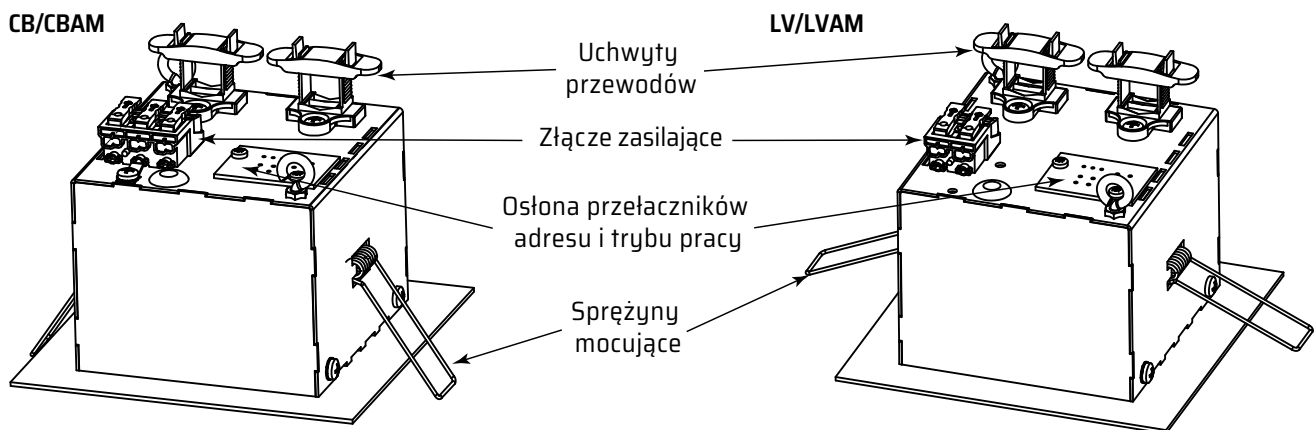 CB/CBAM
LV/LVAM
Uchwyty
przewodów
Złącze zasilające
Osłona przełaczników
adresu i trybu pracy
Sprężyny
mocujące